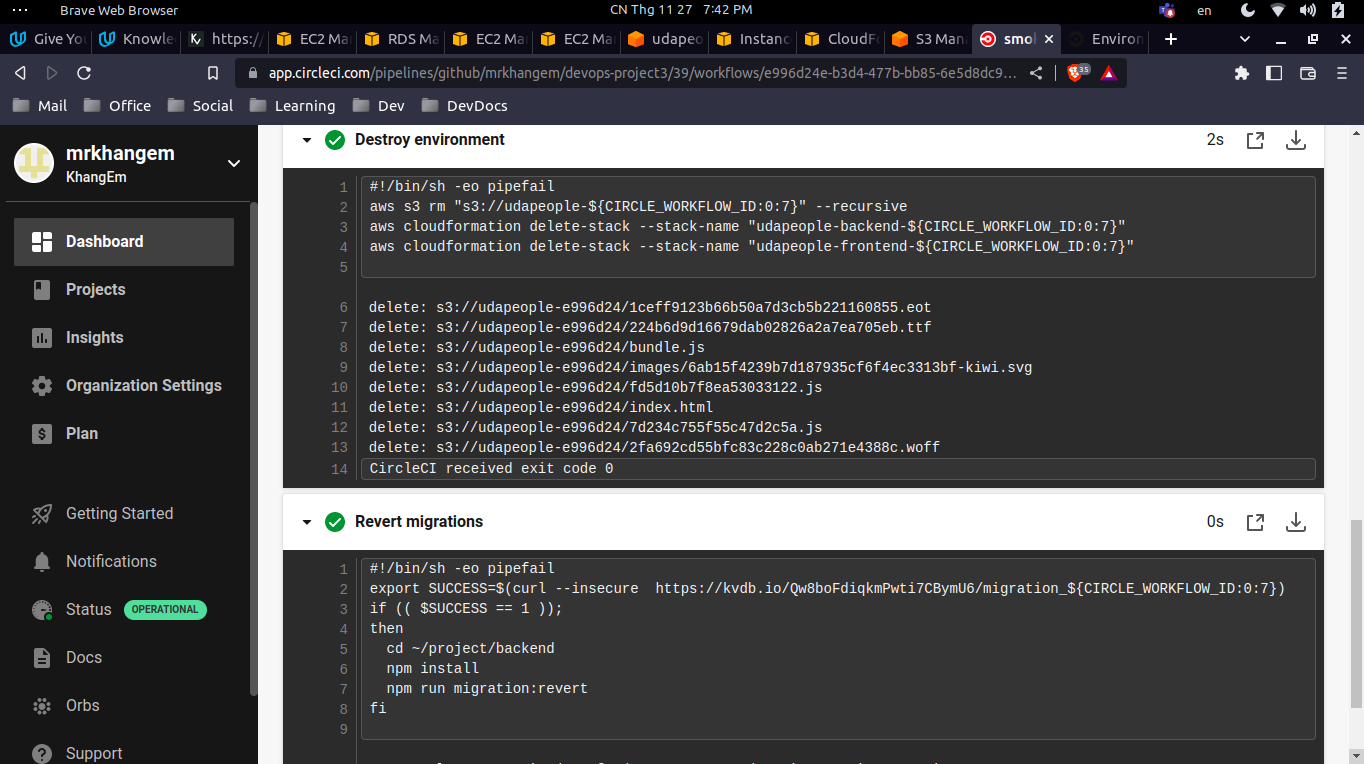 Brave Web Browser
CN Thg 11 27 7:42 PM
en
Give You
Knowle
https:/
EC2 Ma
RDS Ma
EC2 Ma
EC2 Ma
udapeo
Instanc
CloudF
S3 Man
smo
Environ
app.circleci.com/pipelines/github/mrkhangem/devops-project3/39/workflows/e996d24e-b3d4-477b-bb85-6e5d8dc9...
35
Mail
Office
Social
Learning
Dev
DevDocs
mrkhangem
KhangEm
Dashboard
Projects
Insights
Organization Settings
Plan
Getting Started
Notifications
Status OPERATIONAL
Docs
Orbs
Support
Destroy environment 2s
1 #!/bin/sh -eo pipefail
2 aws s3 rm "s3://udapeople-${CIRCLE_WORKFLOW_ID:0:7}" --recursive
3 aws cloudformation delete-stack --stack-name "udapeople-backend-${CIRCLE_WORKFLOW_ID:0:7}"
4 aws cloudformation delete-stack --stack-name "udapeople-frontend-${CIRCLE_WORKFLOW_ID:0:7}"
5
6 delete: s3://udapeople-e996d24/1ceff9123b66b50a7d3cb5b221160855.eot
7 delete: s3://udapeople-e996d24/224b6d9d16679dab02826a2a7ea705eb.ttf
8 delete: s3://udapeople-e996d24/bundle.js
9 delete: s3://udapeople-e996d24/images/6ab15f4239b7d187935cf6f4ec3313bf-kiwi.svg
10 delete: s3://udapeople-e996d24/fd5d10b7f8ea53033122.js
11 delete: s3://udapeople-e996d24/index.html
12 delete: s3://udapeople-e996d24/7d234c755f55c47d2c5a.js
13 delete: s3://udapeople-e996d24/2fa692cd55bfc83c228c0ab271e4388c.woff
14 CircleCI received exit code 0
Revert migrations 0s
1 #!/bin/sh -eo pipefail
2 export SUCCESS=$(curl --insecure  https://kvdb.io/Qw8boFdiqkmPwti7CBymU6/migration_${CIRCLE_WORKFLOW_ID:0:7})
3 if (( $SUCCESS == 1 ));
4 then
5 cd ~/project/backend
6 npm install
7 npm run migration:revert
8 fi
9